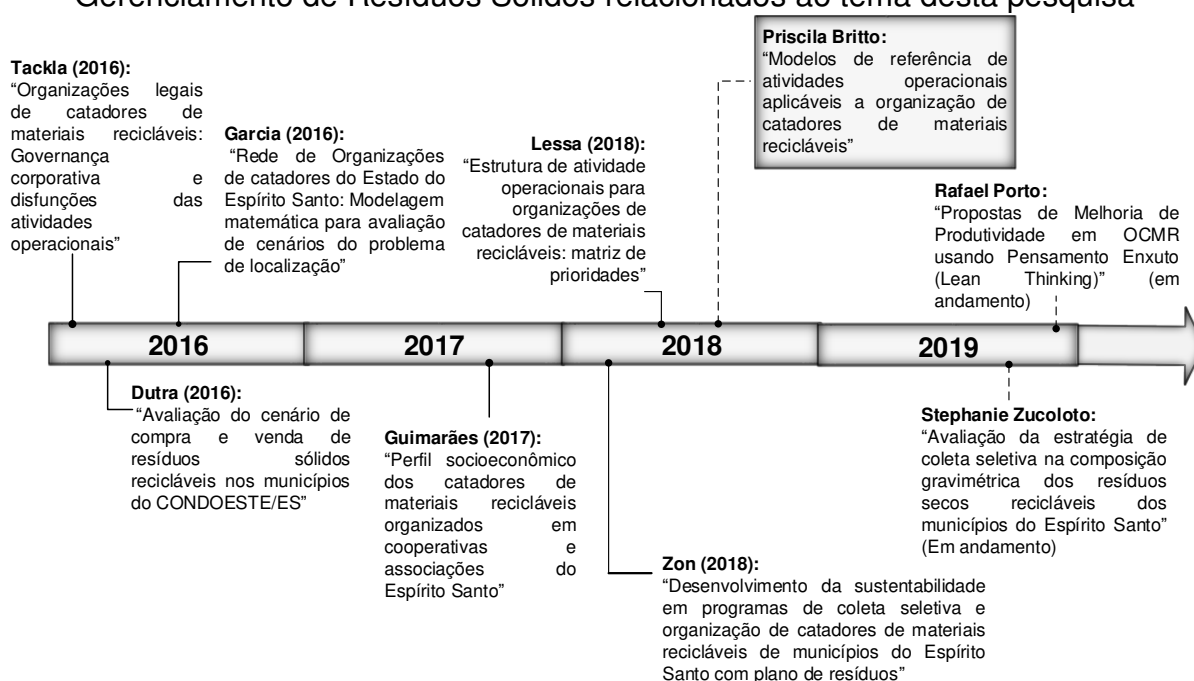 Gerenciamento de Resíduos Sólidos relacionados ao tema desta pesquisa
Tackla (2016):
“Organizações legais
de catadores de
materiais recicláveis:
Governança
corporativa e
disfunções das
atividades
operacionais”
Garcia (2016):
“Rede de Organizações
de catadores do Estado do
Espírito Santo: Modelagem
matemática para avaliação
de cenários do problema
de localização”
Lessa (2018):
“Estrutura de atividade
operacionais para
organizações de
catadores de materiais
recicláveis: matriz de
prioridades”
Priscila Britto:
“Modelos de referência de
atividades operacionais
aplicáveis a organização de
catadores de materiais
recicláveis”
Rafael Porto:
“Propostas de Melhoria de
Produtividade em OCMR
usando Pensamento Enxuto
(Lean Thinking)” (em
andamento)
2016 2017 2018 2019
Dutra (2016):
“Avaliação do cenário de
compra e venda de
resíduos sólidos
recicláveis nos municípios
do CONDOESTE/ES”
Guimarães (2017):
“Perfil socioeconômico
dos catadores de
materiais recicláveis
organizados em
cooperativas e
associações do
Espírito Santo”
Zon (2018):
“Desenvolvimento da sustentabilidade
em programas de coleta seletiva e
organização de catadores de materiais
recicláveis de municípios do Espírito
Santo com plano de resíduos”
Stephanie Zucoloto:
“Avaliação da estratégia de
coleta seletiva na composição
gravimétrica dos resíduos
secos recicláveis dos
municípios do Espírito Santo”
(Em andamento)